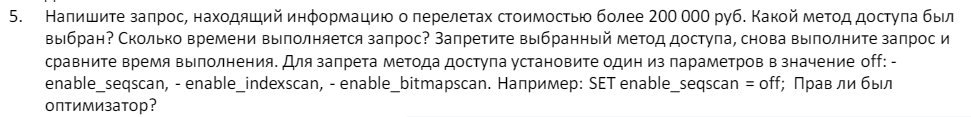 5. Напишите запрос, находящий информацию о перелетах стоимостью более 200 000 руб. Какой метод доступа был
выбран? Сколько времени выполняется запрос? Запретите выбранный метод доступа, снова выполните запрос и
сравните время выполнения. Для запрета метода доступа установите один из параметров в значение off: -
enable_seqscan, - enable_indexscan, - enable_bitmapscan. Например: SET enable_seqscan = off; Прав ли был
оптимизатор?